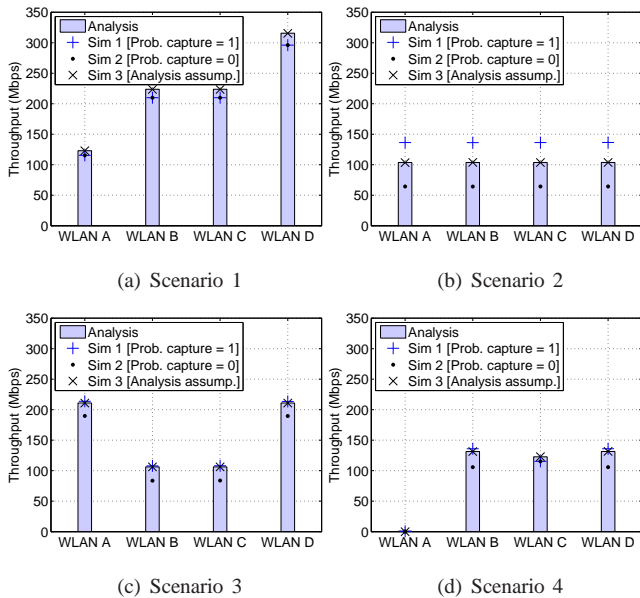 350
300
250
200
150
100
50
0
Throughput (Mbps)
Analysis
Sim 1 [Prob. capture = 1]
Sim 2 [Prob. capture = 0]
Sim 3 [Analysis assump.]
WLAN A WLAN B WLAN C WLAN D
(a) Scenario 1
350
300
250
200
150
100
50
0
Throughput (Mbps)
Analysis
Sim 1 [Prob. capture = 1]
Sim 2 [Prob. capture = 0]
Sim 3 [Analysis assump.]
WLAN A WLAN B WLAN C WLAN D
(b) Scenario 2
350
300
250
200
150
100
50
0
Throughput (Mbps)
Analysis
Sim 1 [Prob. capture = 1]
Sim 2 [Prob. capture = 0]
Sim 3 [Analysis assump.]
WLAN A WLAN B WLAN C WLAN D
(c) Scenario 3
350
300
250
200
150
100
50
0
Throughput (Mbps)
Analysis
Sim 1 [Prob. capture = 1]
Sim 2 [Prob. capture = 0]
Sim 3 [Analysis assump.]
WLAN A WLAN B WLAN C WLAN D
(d) Scenario 4